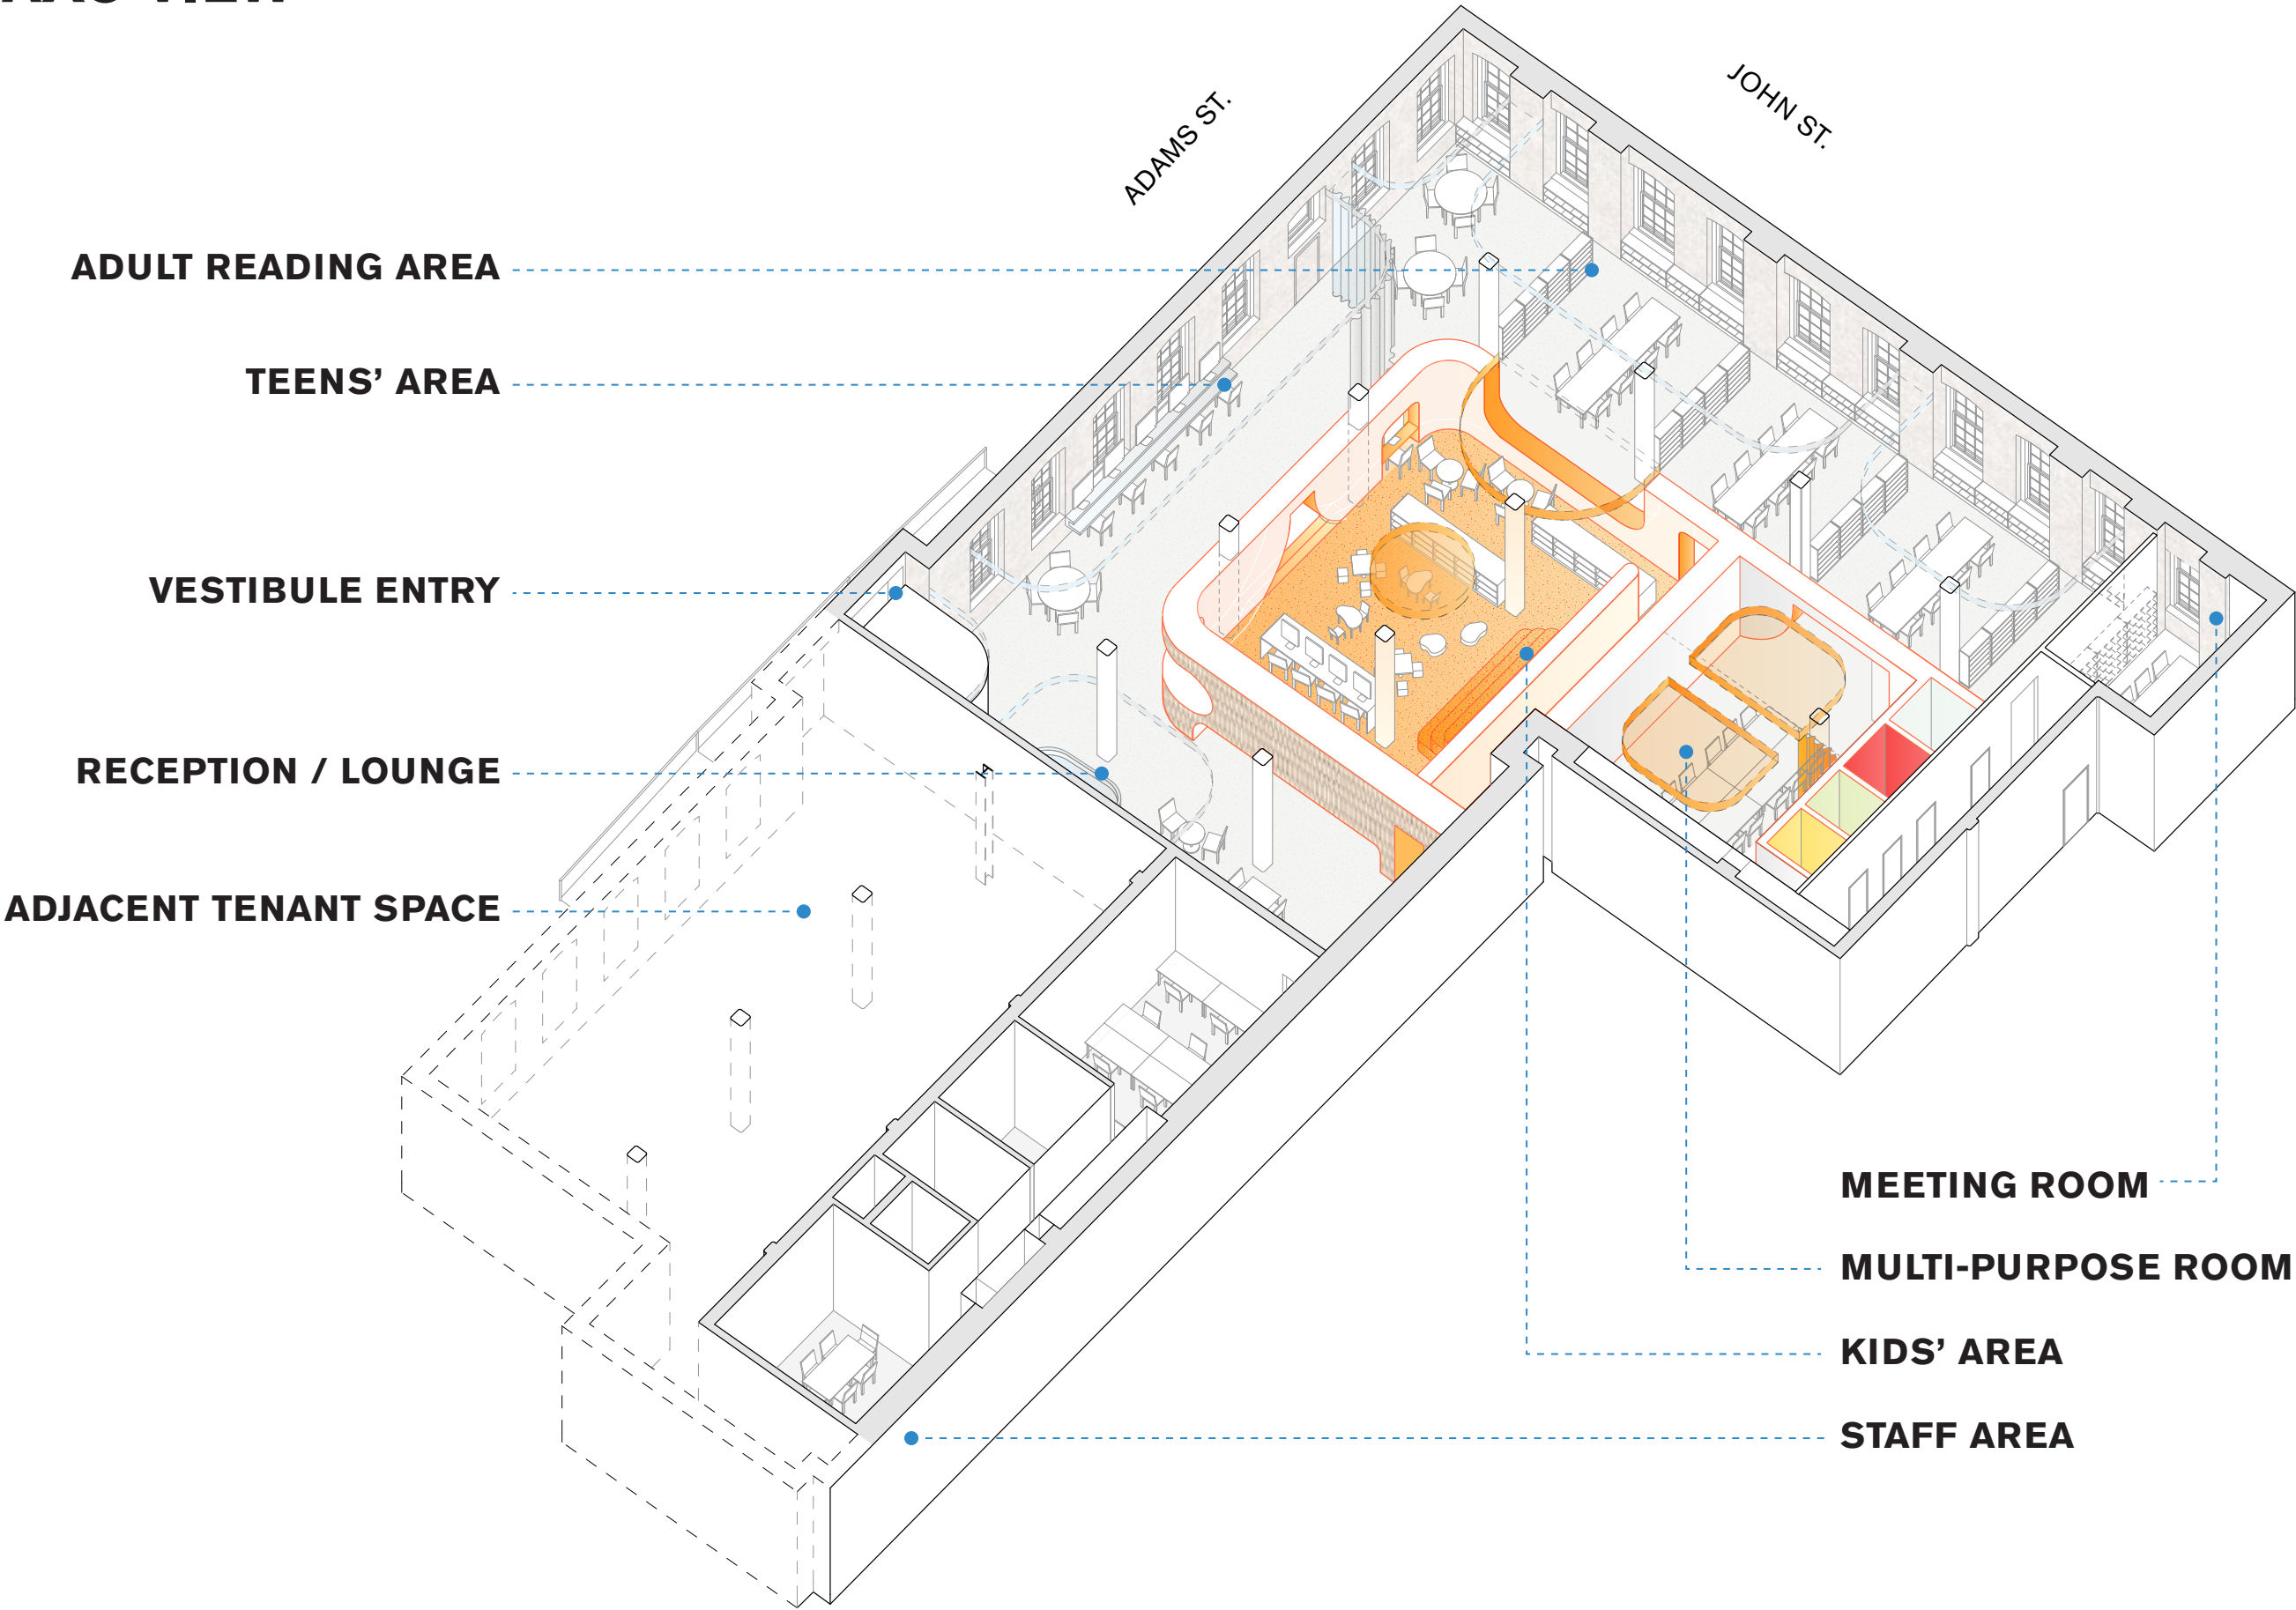 ADAMS ST.
JOHN ST.
ADULT READING AREA
TEENS’ AREA
VESTIBULE ENTRY
RECEPTION / LOUNGE
ADJACENT TENANT SPACE
MEETING ROOM
MULTI-PURPOSE ROOM
KIDS’ AREA
STAFF AREA